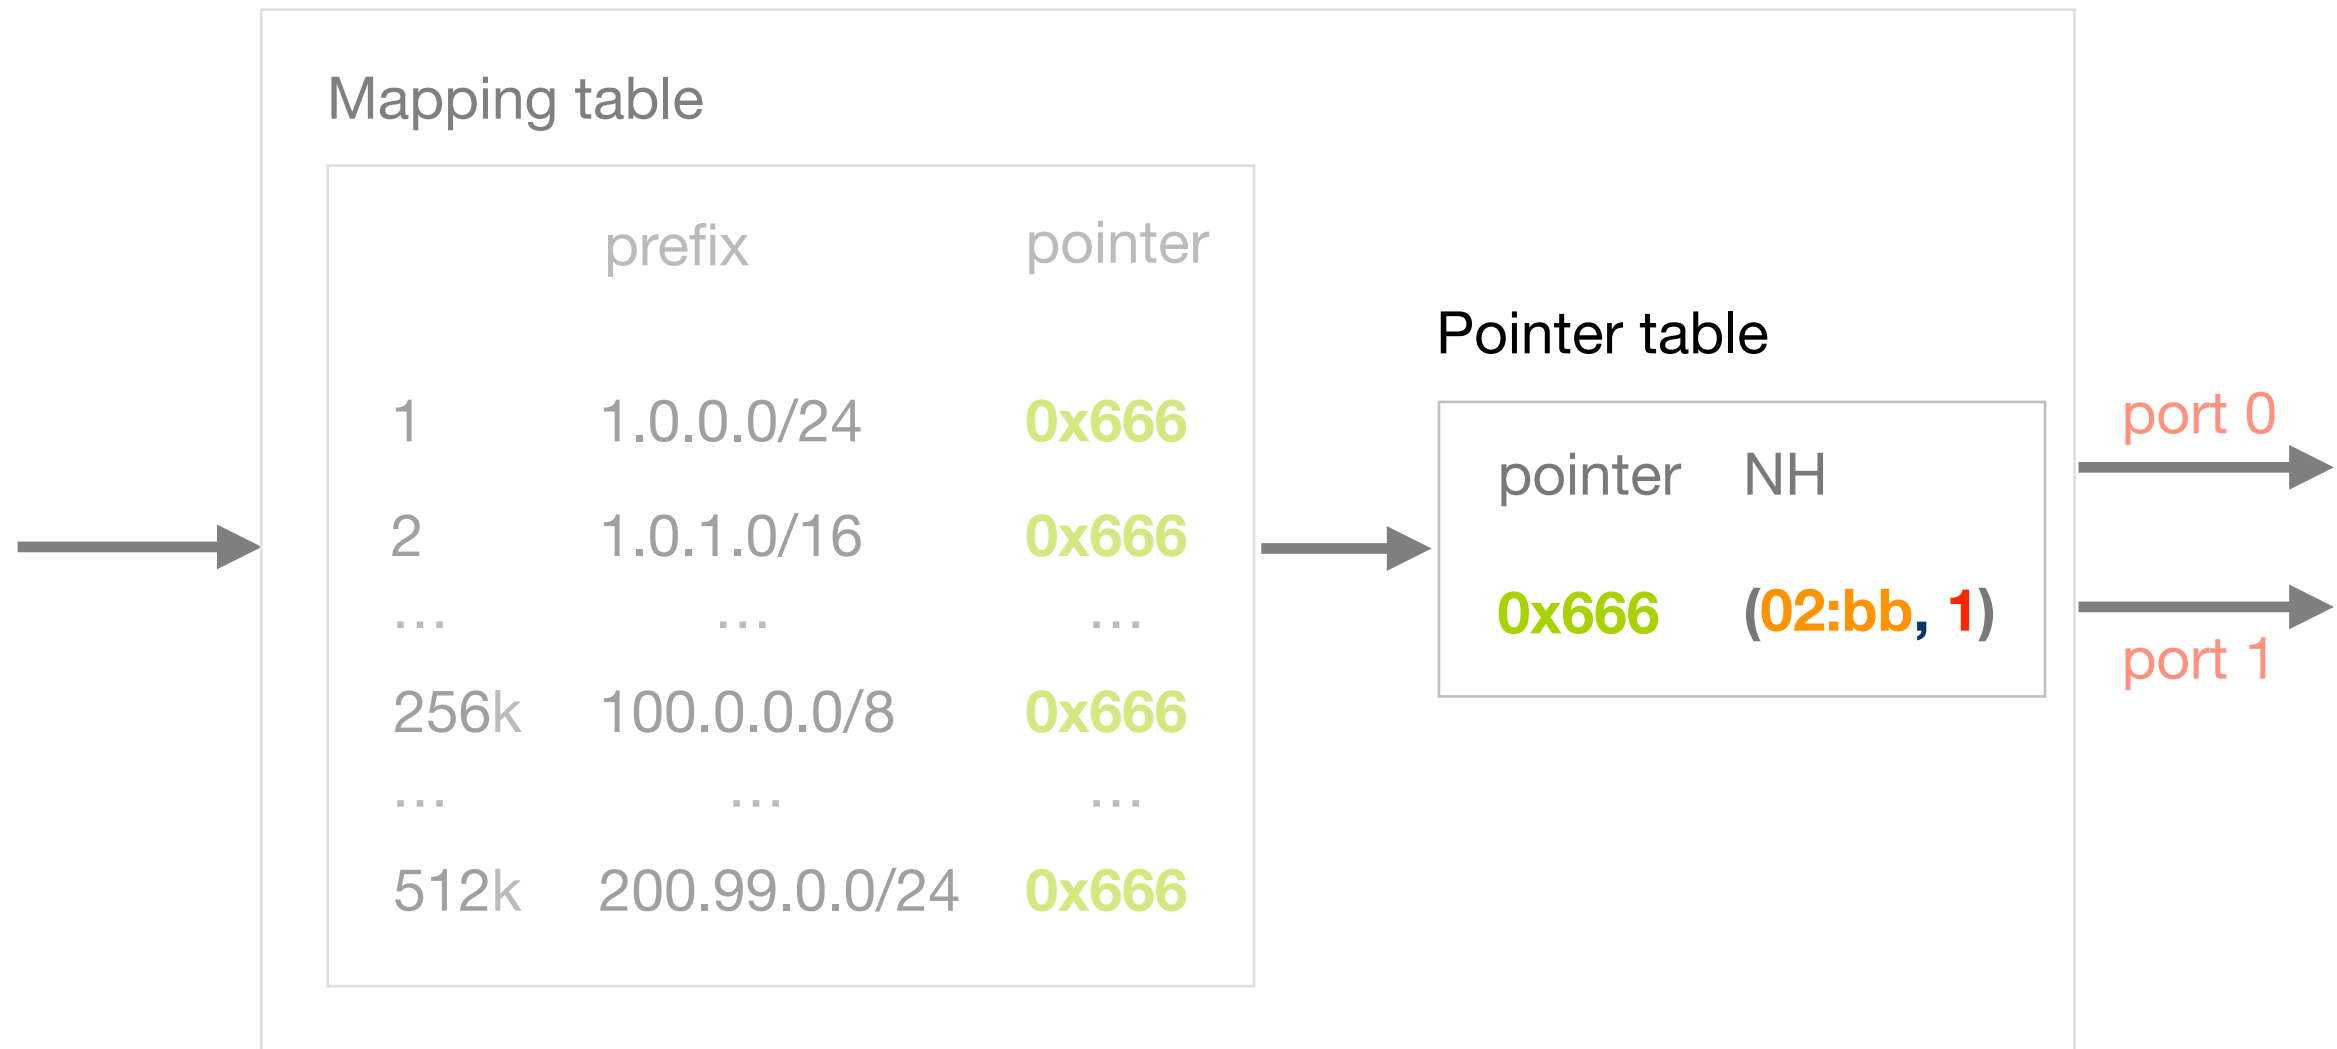 Mapping table
prefix pointer
1 1.0.0.0/24 0x666
2 1.0.1.0/16 0x666
... ... ...
256k 100.0.0.0/8 0x666
... ... ...
512k 200.99.0.0/24 0x666
Pointer table
pointer NH
0x666 (02:bb, 1)
port 0
port 1